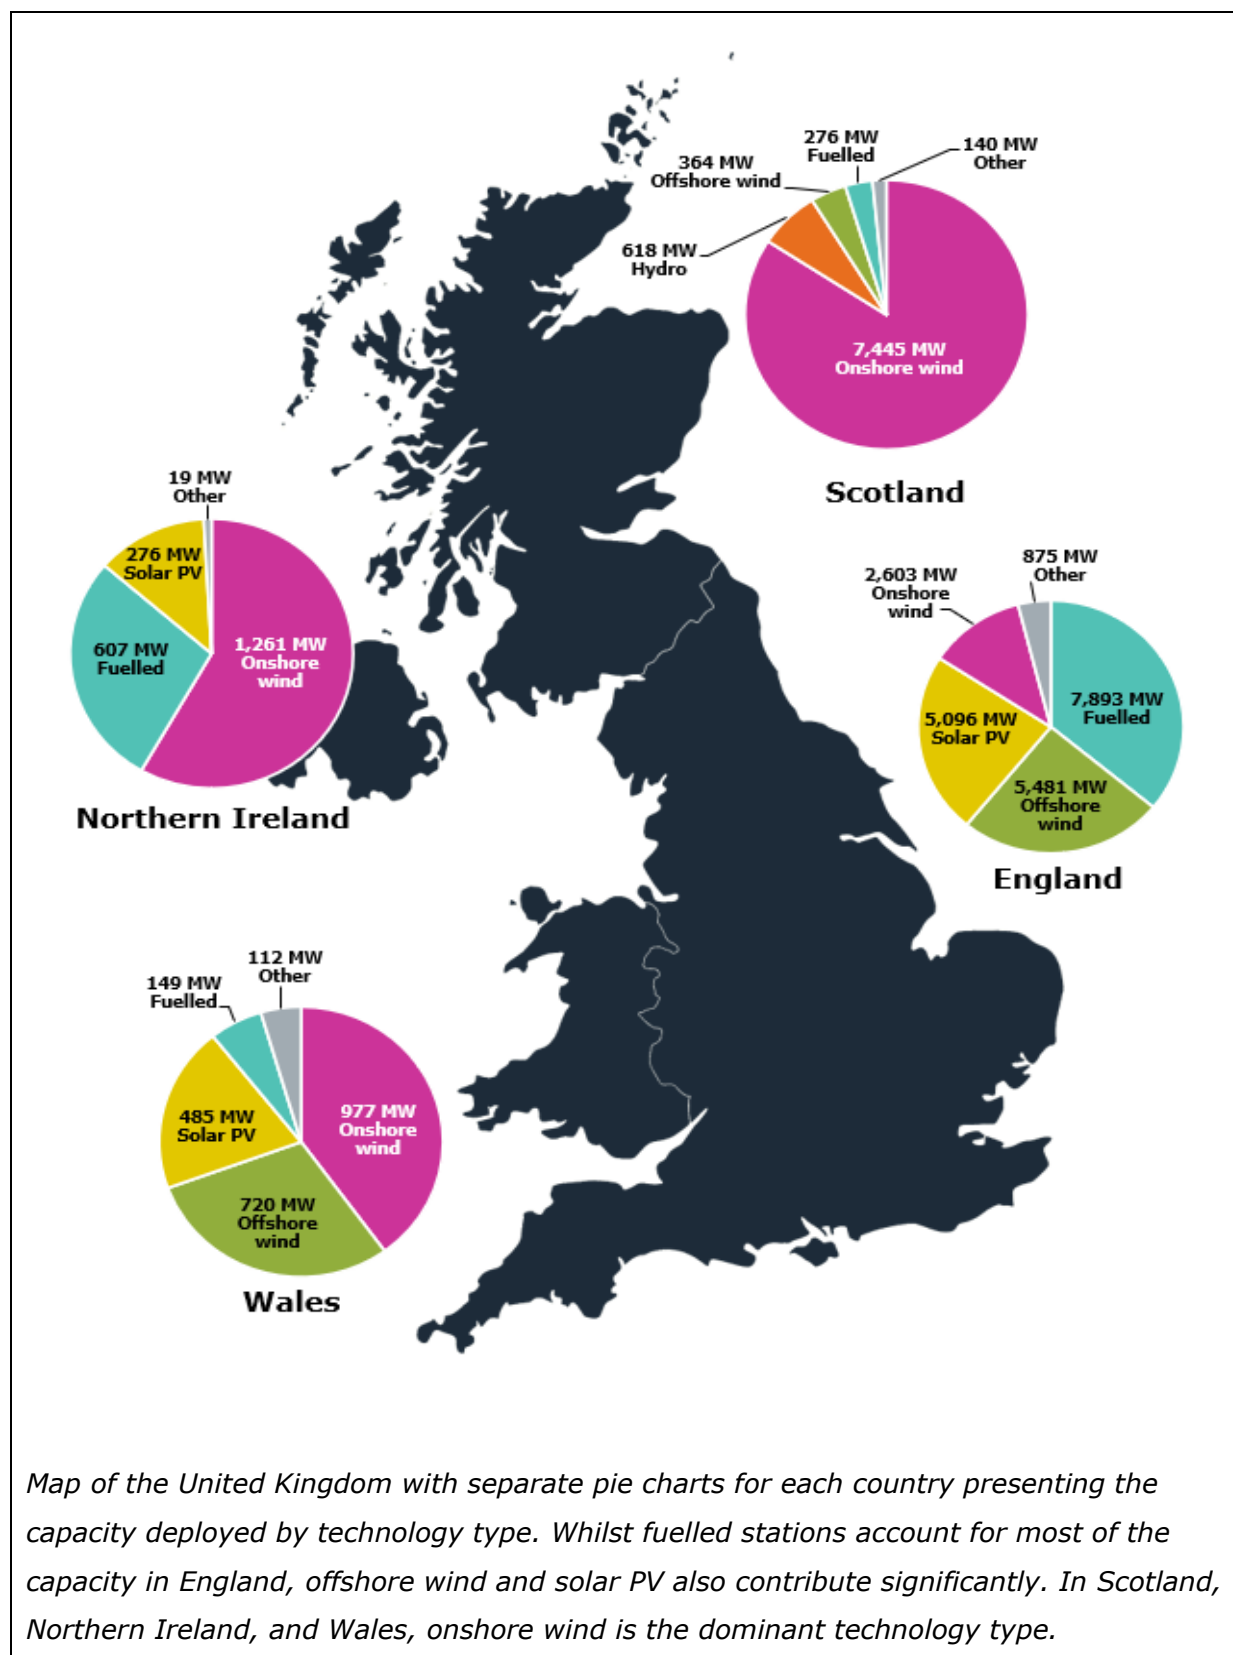 276 MW
Fuelled
140 MW
Other
364 MW
Offshore wind
618 MW
Hydro
7,445 MW
Onshore wind
Scotland
19 MW
Other
276 MW
Solar PV
607 MW
Fuelled
1,261 MW
Onshore
wind
Northern Ireland
875 MW
Other
2,603 MW
Onshore
wind
7,893 MW
Fuelled
5,096 MW
Solar PV
5,481 MW
Offshore
wind
England
112 MW
Other
149 MW
Fuelled
977 MW
Onshore
wind
485 MW
Solar PV
720 MW
Offshore
wind
Wales
Map of the United Kingdom with separate pie charts for each country presenting the
capacity deployed by technology type. Whilst fuelled stations account for most of the
capacity in England, offshore wind and solar PV also contribute significantly. In Scotland,
Northern Ireland, and Wales, onshore wind is the dominant technology type.